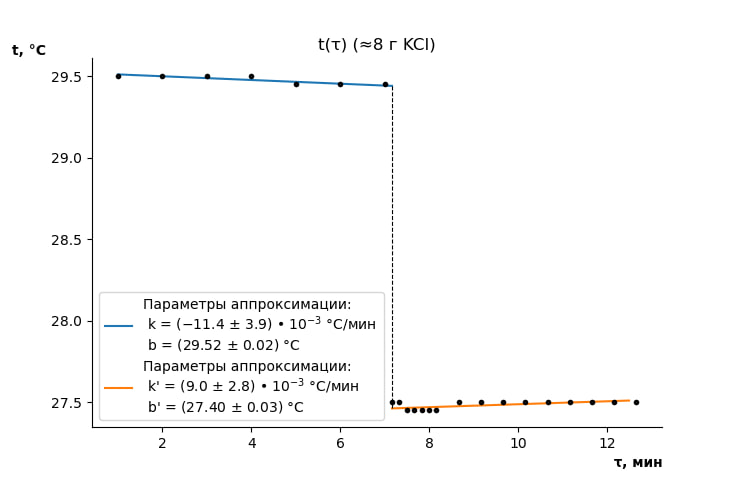 t(τ) (≈8 г KCl)
t, °C
29.5
29.0
28.5
28.0
27.5
Параметры аппроксимации:
k = (−11.4 ± 3.9) • 10⁻³ °C/мин
b = (29.52 ± 0.02) °C
Параметры аппроксимации:
k' = (9.0 ± 2.8) • 10⁻³ °C/мин
b' = (27.40 ± 0.03) °C
2 4 6 8 10 12
τ, мин